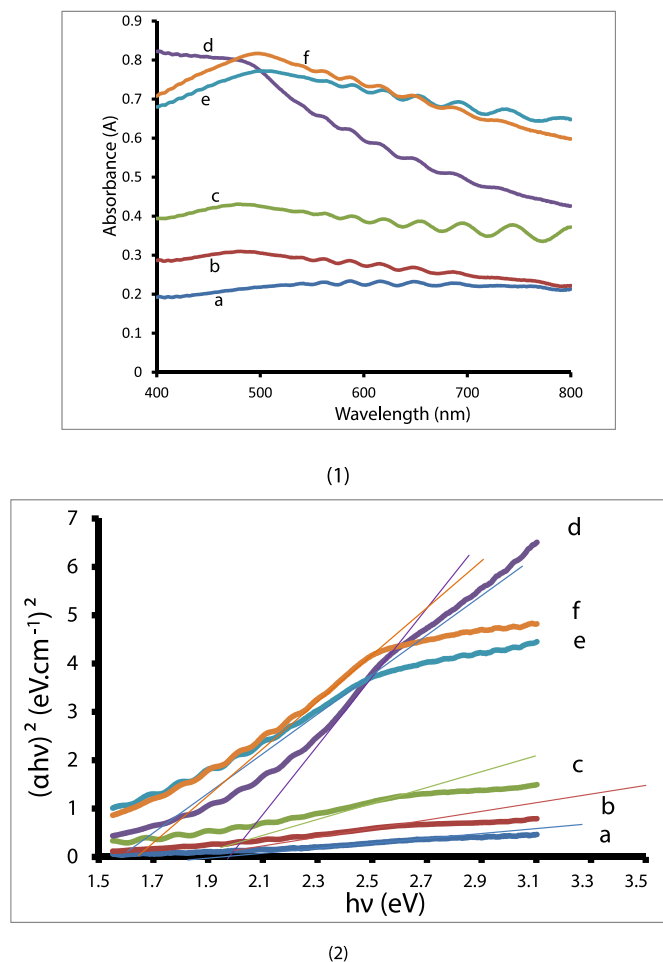 0.9
0.8
0.7
0.6
0.5
0.4
0.3
0.2
0.1
0
Absorbance (A)
d
f
e
c
b
a
400 500 600 700 800
Wavelength (nm)
(1)
7
6
5
4
3
2
1
0
(αhν) ² (eV.cm⁻¹) ²
d
f
e
c
b
a
1.5 1.7 1.9 2.1 2.3 2.5 2.7 2.9 3.1 3.3 3.5
hν (eV)
(2)